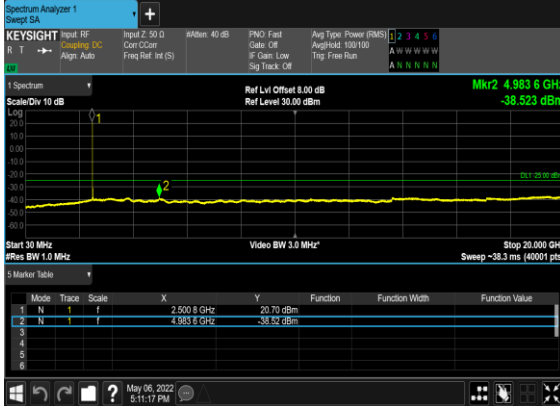 Spectrum Analyzer 1
Swept SA
+
KEYSIGHT Input: RF Input Z: 50 Ω #Atten: 40 dB PNO: Fast Avg Type: Power (RMS) 1 2 3 4 5 6
R T Coupling: DC Corr CCorr Gate: Off Avg|Hold: 100/100 A W W W W W
Align: Auto Freq Ref: Int (S) IF Gain: Low Trig: Free Run
LXI Sig Track: Off A N N N N N
1 Spectrum Ref Lvl Offset 8.00 dB Mkr2 4.983 6 GHz
Scale/Div 10 dB Ref Level 30.00 dBm -38.523 dBm
Log
20.0
10.0
0.00
-10.0
-20.0
-30.0
-40.0
-50.0
-60.0
1
2
Start 30 MHz Video BW 3.0 MHz* Stop 20.000 GH
#Res BW 1.0 MHz Sweep ~38.3 ms (40001 pts
5 Marker Table
Mode Trace Scale X Y Function Function Width Function Value
1 N 1 f 2.500 8 GHz 20.70 dBm
2 N 1 f 4.983 6 GHz -38.52 dBm
3
4
5
6
May 06, 2022
5:11:17 PM